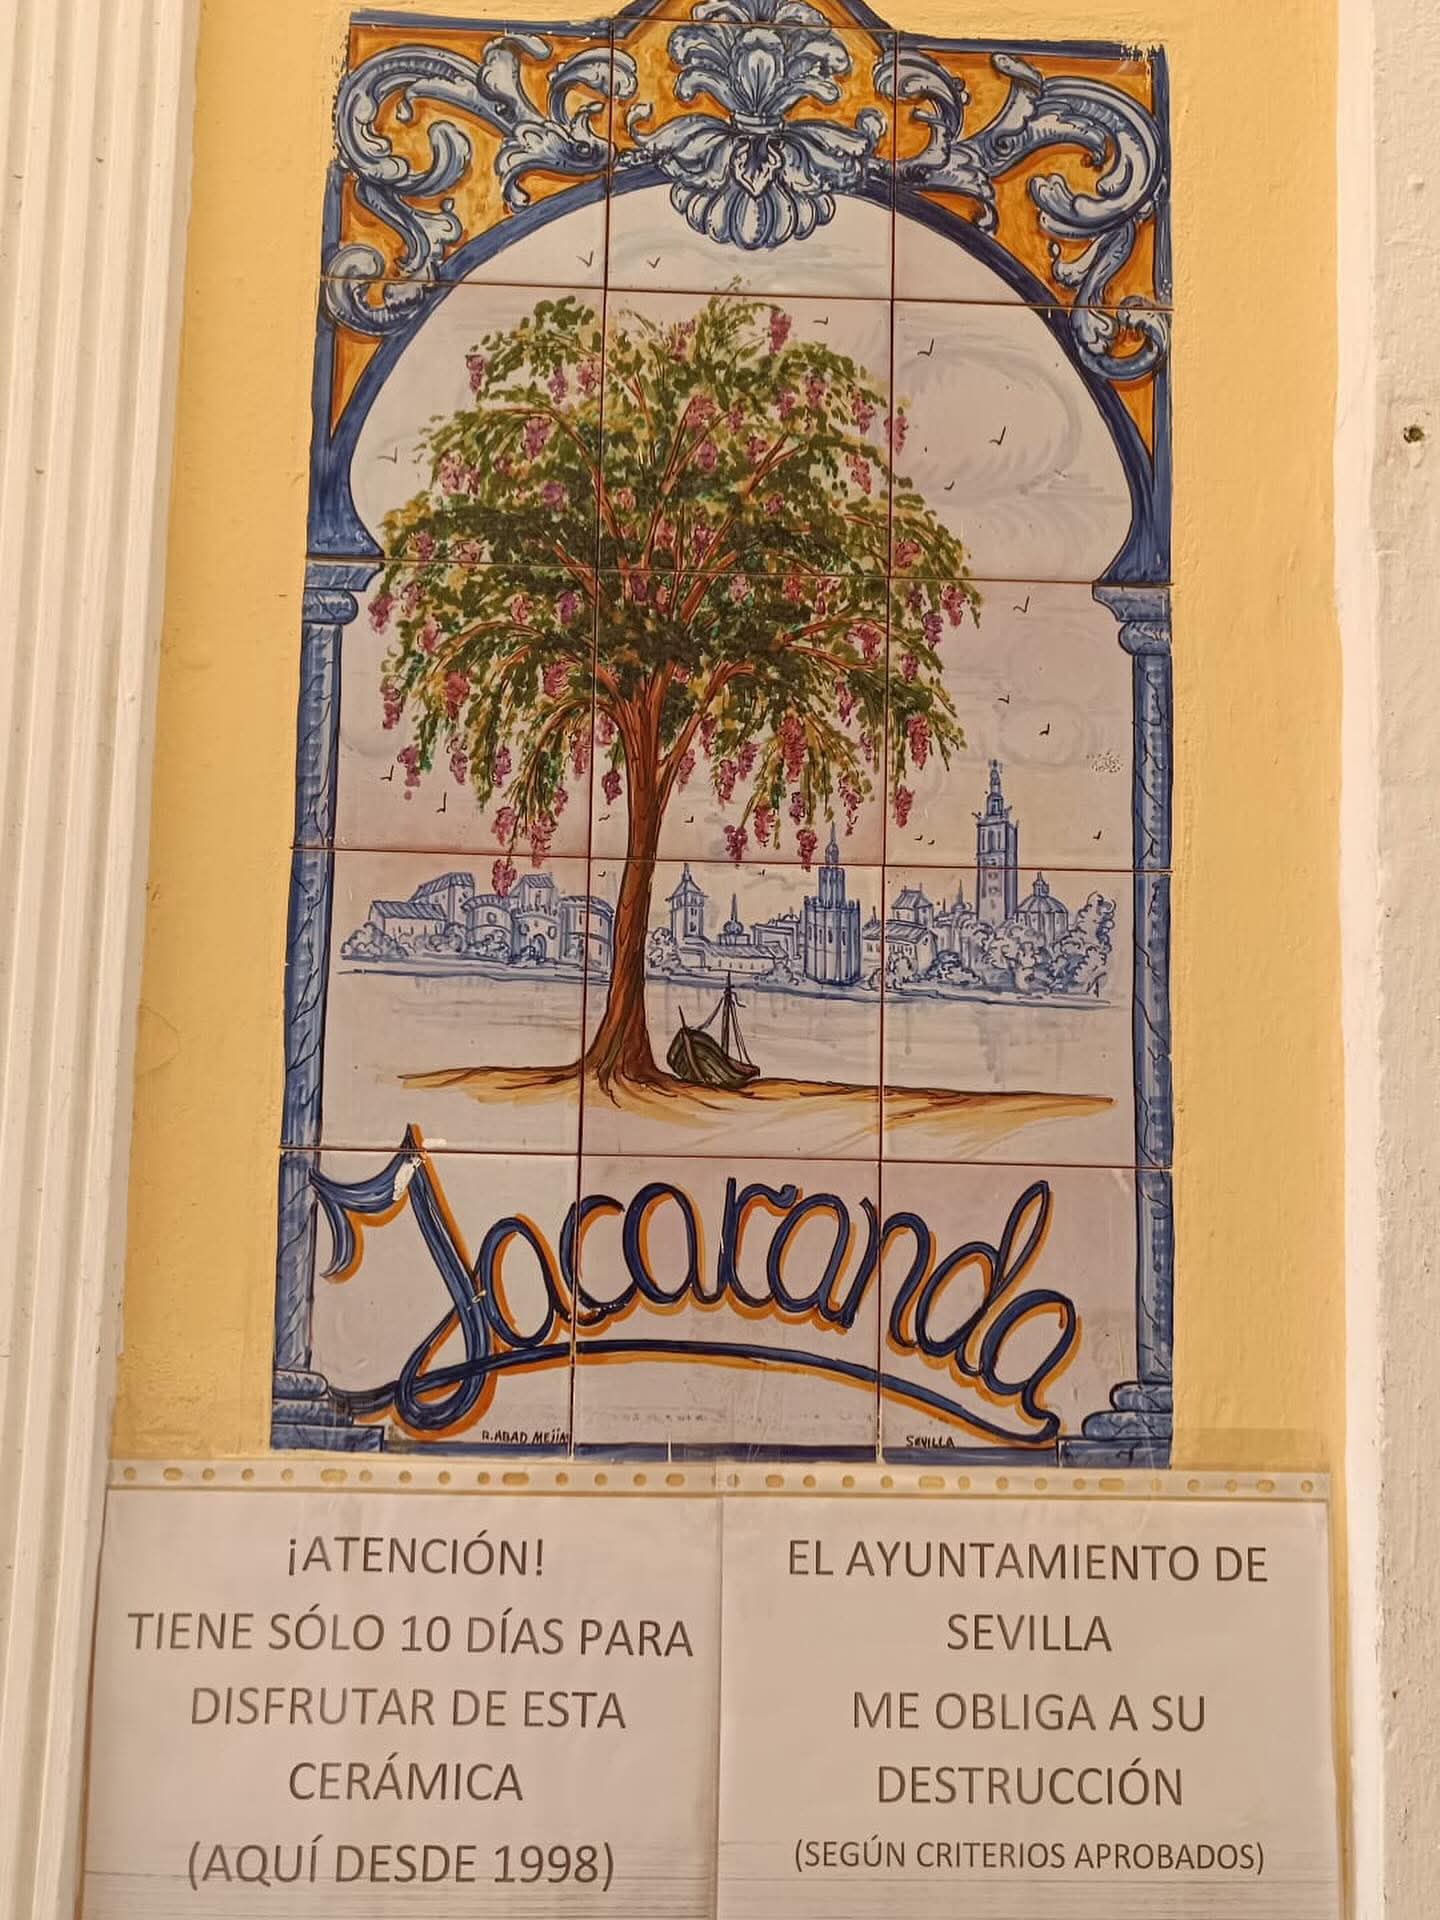 Jacaranda
R. ABAD MEJÍAS
SEVILLA
¡ATENCIÓN!
TIENE SÓLO 10 DÍAS PARA
DISFRUTAR DE ESTA
CERÁMICA
(AQUÍ DESDE 1998)
EL AYUNTAMIENTO DE
SEVILLA
ME OBLIGA A SU
DESTRUCCIÓN
(SEGÚN CRITERIOS APROBADOS)